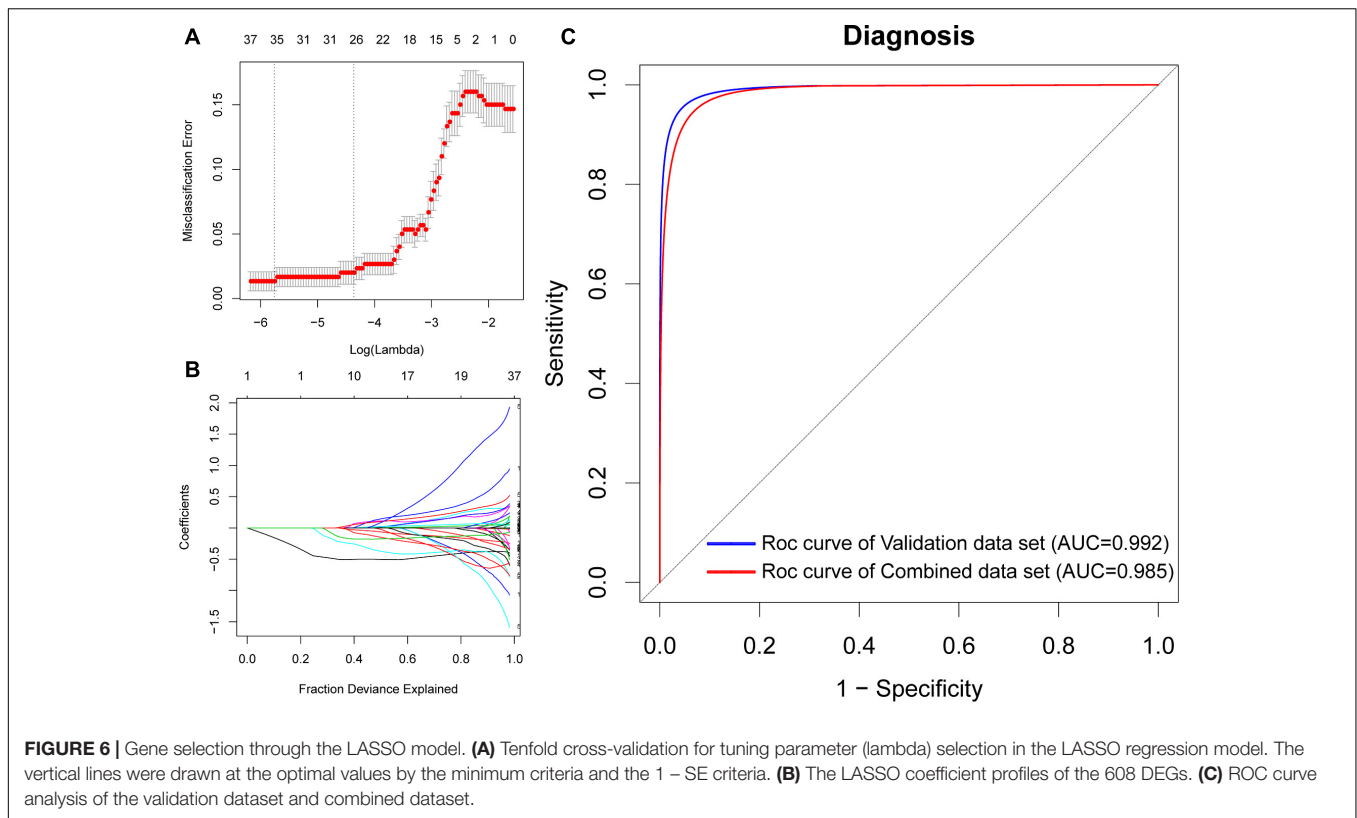 A
37 35 31 31 26 22 18 15 5 2 1 0
Misclassification Error
0.15
0.10
0.05
0.00
−6 −5 −4 −3 −2
Log(Lambda)
B
1 1 10 17 19 37
Coefficients
2.0
1.5
0.5
−0.5
−1.5
0.0 0.2 0.4 0.6 0.8 1.0
Fraction Deviance Explained
C
Diagnosis
Sensitivity
1.0
0.8
0.6
0.4
0.2
0.0
Roc curve of Validation data set (AUC=0.992)
Roc curve of Combined data set (AUC=0.985)
0.0 0.2 0.4 0.6 0.8 1.0
1 − Specificity
FIGURE 6 | Gene selection through the LASSO model. (A) Tenfold cross-validation for tuning parameter (lambda) selection in the LASSO regression model. The
vertical lines were drawn at the optimal values by the minimum criteria and the 1 – SE criteria. (B) The LASSO coefficient profiles of the 608 DEGs. (C) ROC curve
analysis of the validation dataset and combined dataset.